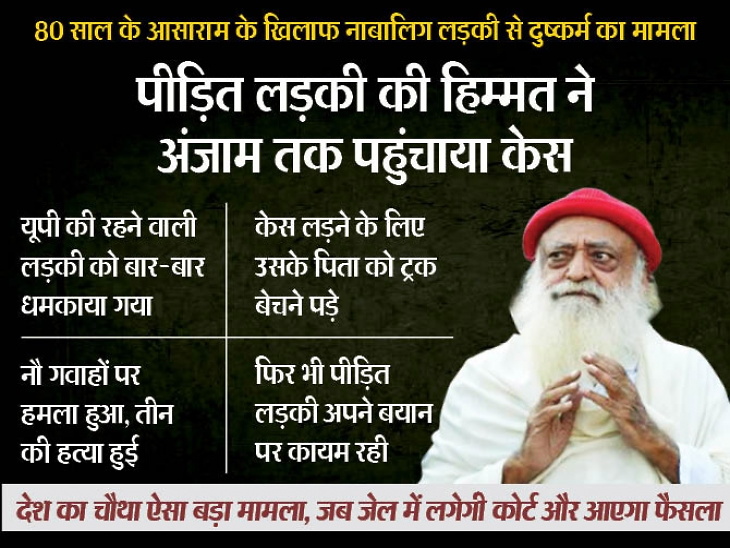 80 साल के आसाराम के खिलाफ नाबालिग लड़की से दुष्कर्म का मामला
पीड़ित लड़की की हिम्मत ने
अंजाम तक पहुंचाया केस
यूपी की रहने वाली
लड़की को बार-बार
धमकाया गया
केस लड़ने के लिए
उसके पिता को ट्रक
बेचने पड़े
नौ गवाहों पर
हमला हुआ, तीन
की हत्या हुई
फिर भी पीड़ित
लड़की अपने बयान
पर कायम रही
देश का चौथा ऐसा बड़ा मामला, जब जेल में लगेगी कोर्ट और आएगा फैसला